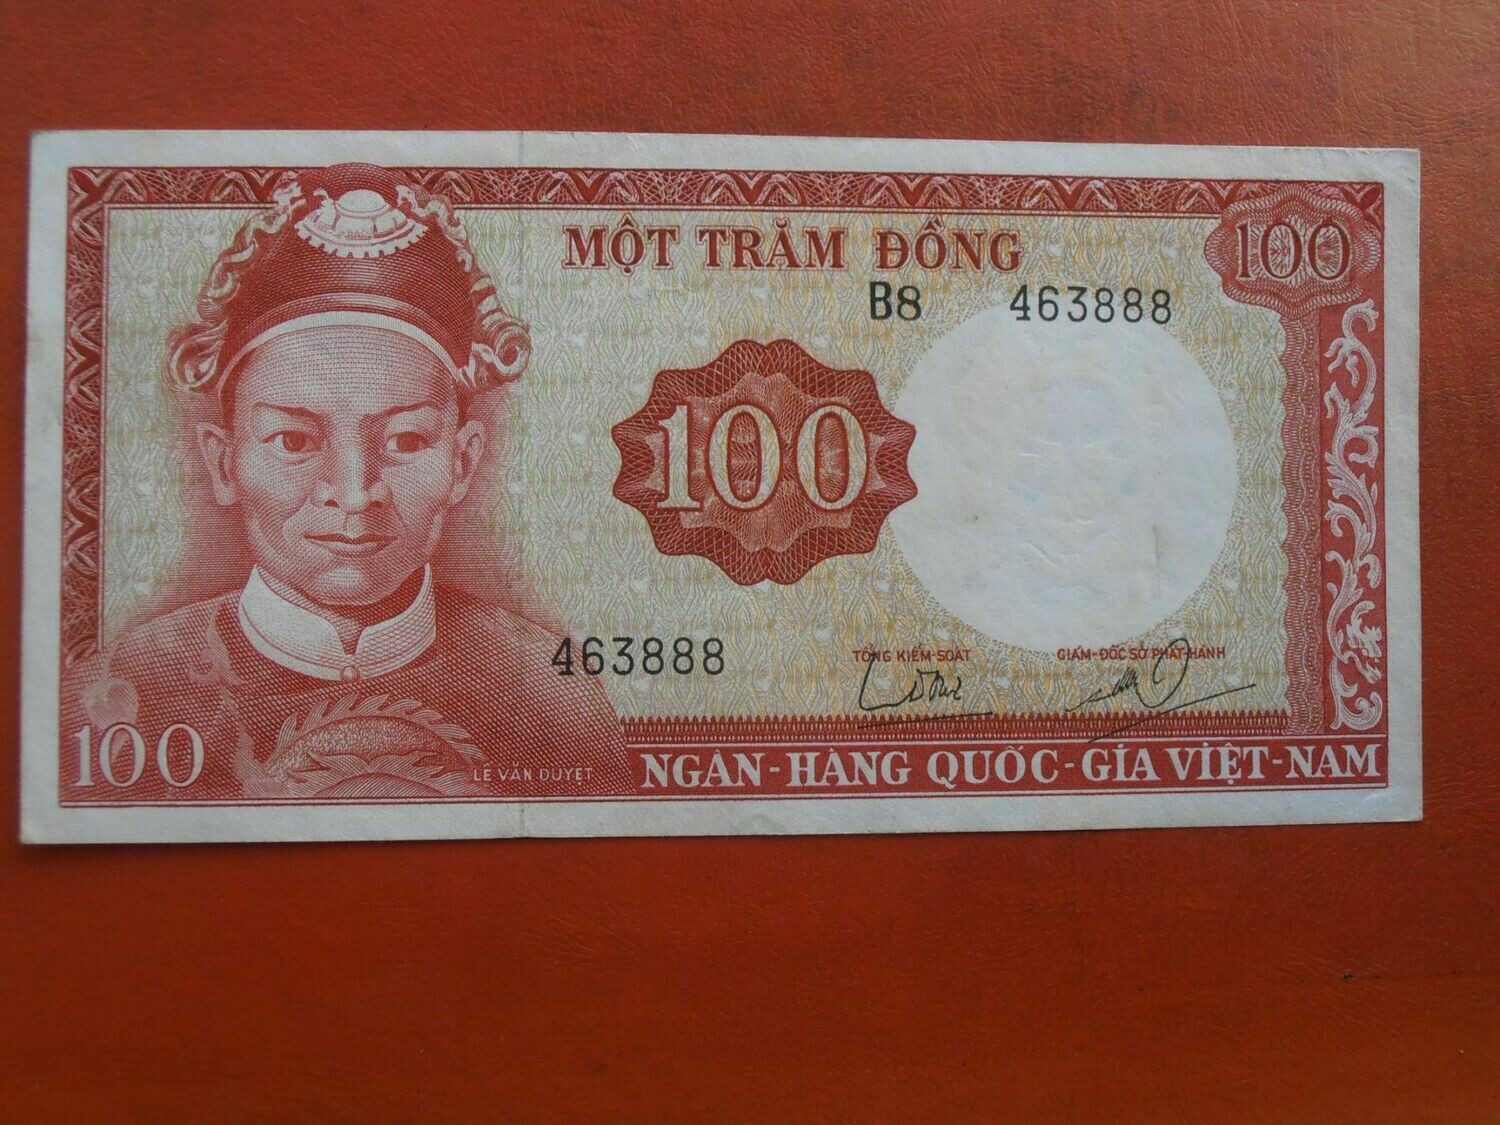 MỘT TRĂM ĐỒNG
100
B8 463888
100
463888
TỔNG KIỂM-SOÁT
GIÁM-ĐỐC SỞ PHÁT-HÀNH
100
LÊ VĂN DUYỆT
NGÂN-HÀNG QUỐC-GIA VIỆT-NAM